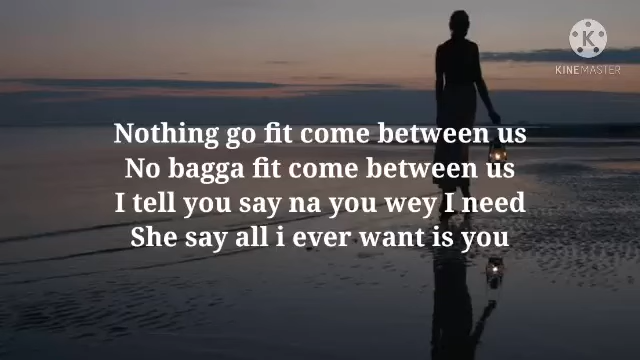 KINEMASTER
Nothing go fit come between us
No bagga fit come between us
I tell you say na you wey I need
She say all i ever want is you